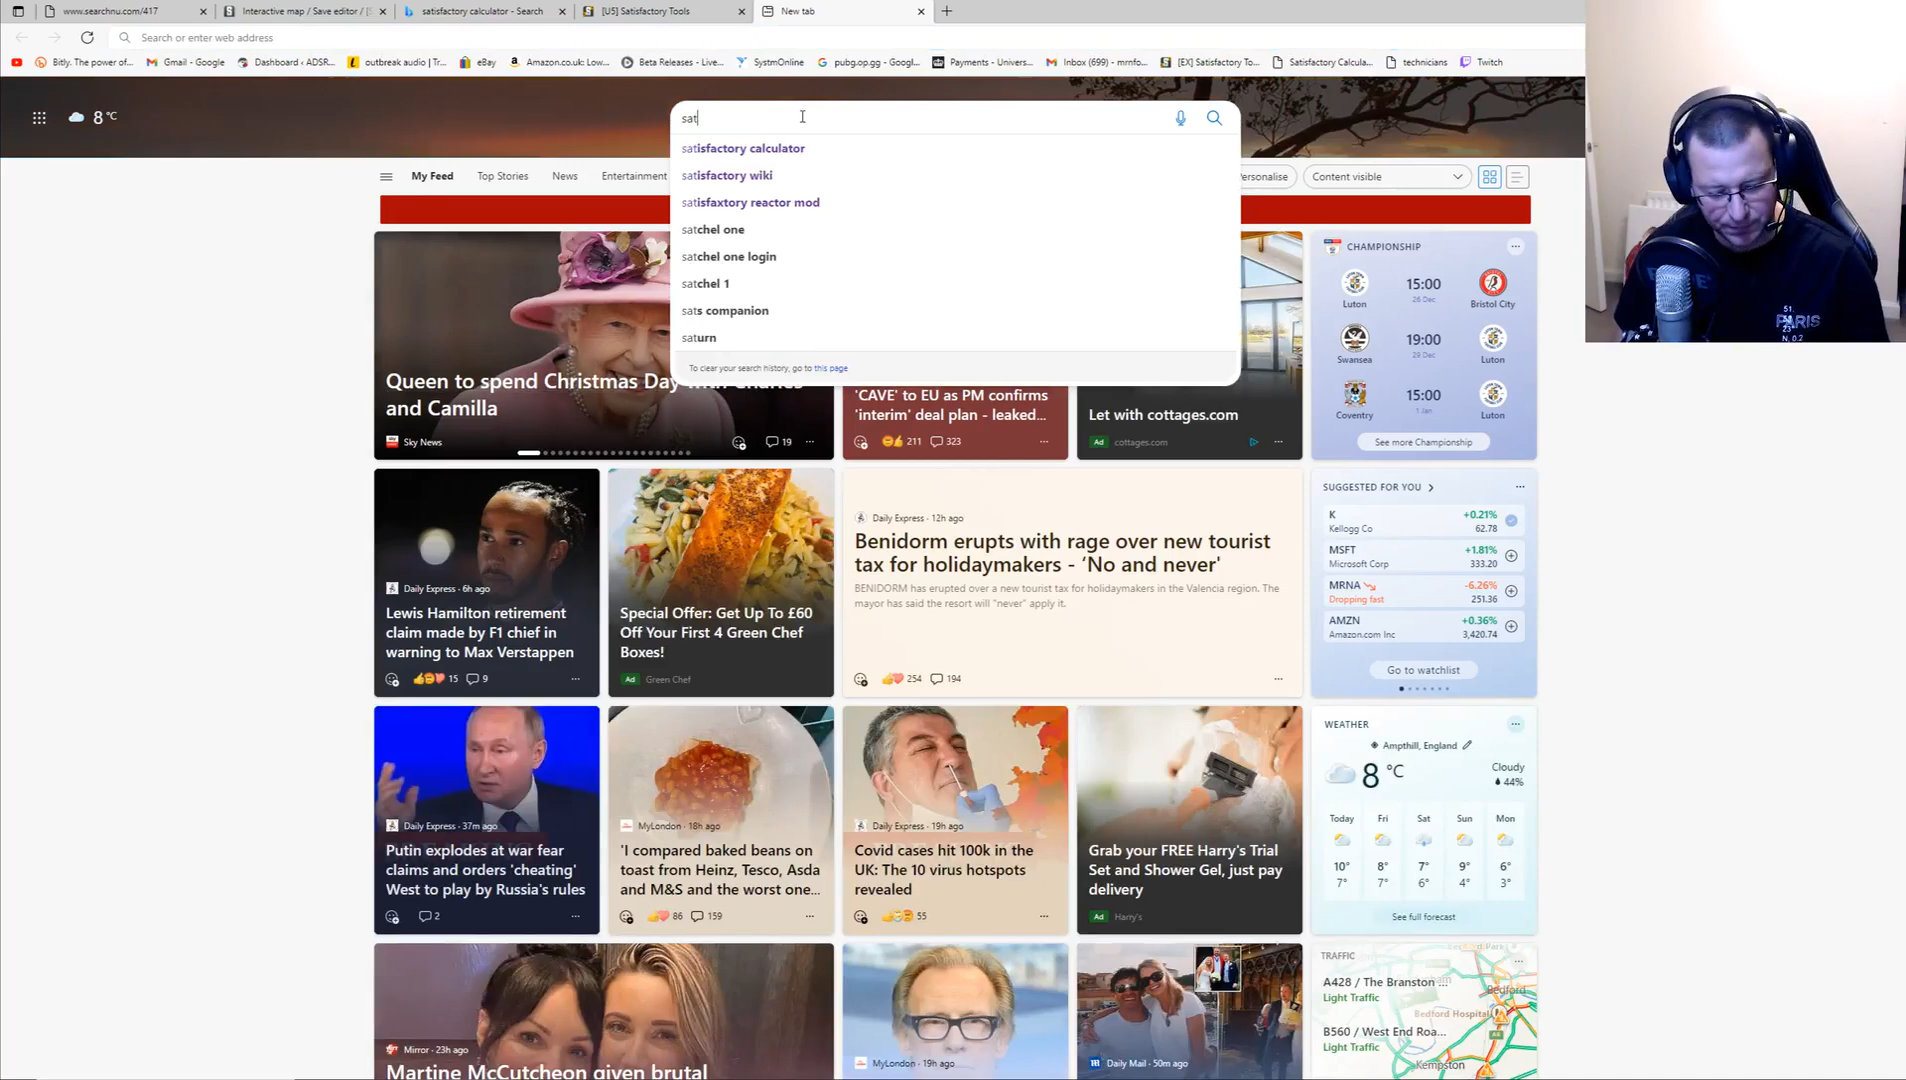 www.searchnu.com/417
Interactive map / Save editor / [S
satisfactory calculator - Search
[U5] Satisfactory Tools
New tab
Search or enter web address
Bitly. The power of...
Gmail - Google
Dashboard ‹ ADSR...
outbreak audio | Tr...
eBay
Amazon.co.uk: Low...
Beta Releases - Live...
SystmOnline
pubg.op.gg - Googl...
Payments - Univers...
Inbox (699) - mrnfo...
[EX] Satisfactory To...
Satisfactory Calcula...
technicians
Twitch
8 °C
sat
satisfactory calculator
satisfactory wiki
satisfaxtory reactor mod
satchel one
satchel one login
satchel 1
sats companion
saturn
To clear your search history, go to this page
My Feed
Top Stories
News
Entertainment
Personalise
Content visible
Queen to spend Christmas Day with Charles
and Camilla
Sky News
19
'CAVE' to EU as PM confirms
'interim' deal plan - leaked...
211
323
Let with cottages.com
Ad
cottages.com
CHAMPIONSHIP
Luton
15:00
26 Dec
Bristol City
Swansea
19:00
29 Dec
Luton
Coventry
15:00
1 Jan
Luton
See more Championship
51.
23°
PARIS
N, 0.2
Daily Express · 6h ago
Lewis Hamilton retirement
claim made by F1 chief in
warning to Max Verstappen
15
9
Special Offer: Get Up To £60
Off Your First 4 Green Chef
Boxes!
Ad
Green Chef
Daily Express · 12h ago
Benidorm erupts with rage over new tourist
tax for holidaymakers - ‘No and never'
BENIDORM has erupted over a new tourist tax for holidaymakers in the Valencia region. The
mayor has said the resort will "never" apply it.
254
194
SUGGESTED FOR YOU
K
+0.21%
Kellogg Co
62.78
MSFT
+1.81%
Microsoft Corp
333.20
MRNA
-6.26%
Dropping fast
251.36
AMZN
+0.36%
Amazon.com Inc
3,420.74
Go to watchlist
Daily Express · 37m ago
Putin explodes at war fear
claims and orders 'cheating'
West to play by Russia's rules
2
MyLondon · 18h ago
'I compared baked beans on
toast from Heinz, Tesco, Asda
and M&S and the worst one...
86
159
Daily Express · 19h ago
Covid cases hit 100k in the
UK: The 10 virus hotspots
revealed
55
Grab your FREE Harry's Trial
Set and Shower Gel, just pay
delivery
Ad
Harry's
WEATHER
Ampthill, England
8 °C
Cloudy
44%
Today
Fri
Sat
Sun
Mon
10°
8°
7°
9°
6°
7°
7°
6°
4°
3°
See full forecast
Mirror · 23h ago
Martine McCutcheon given brutal
MyLondon · 19h ago
Daily Mail · 50m ago
TRAFFIC
A428 / The Branston ...
Light Traffic
B560 / West End Roa...
Light Traffic
Bedford
Bedford Hospital
Kempston